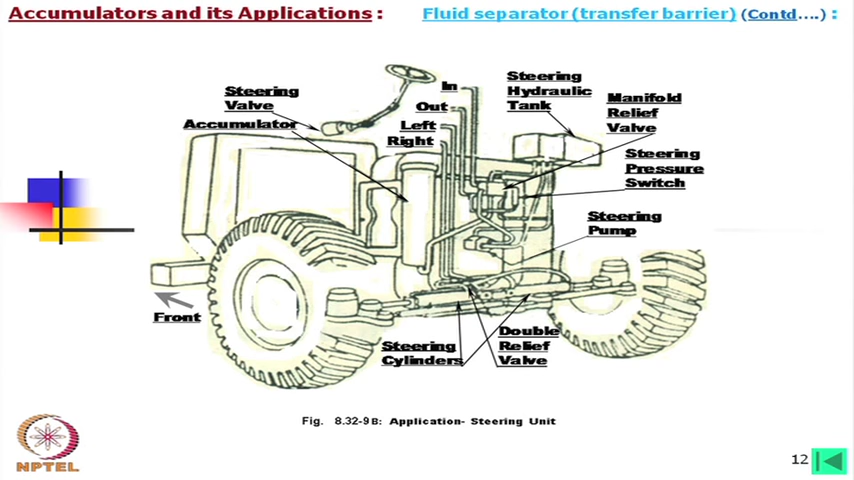 Accumulators and its Applications :
Fluid separator (transfer barrier) (Contd....) :
Steering
Valve
Accumulator
In
Out
Left
Right
Steering
Hydraulic
Tank
Manifold
Relief
Valve
Steering
Pressure
Switch
Steering
Pump
Front
Steering
Cylinders
Double
Relief
Valve
Fig. 8.32-9B: Application- Steering Unit
NPTEL
12